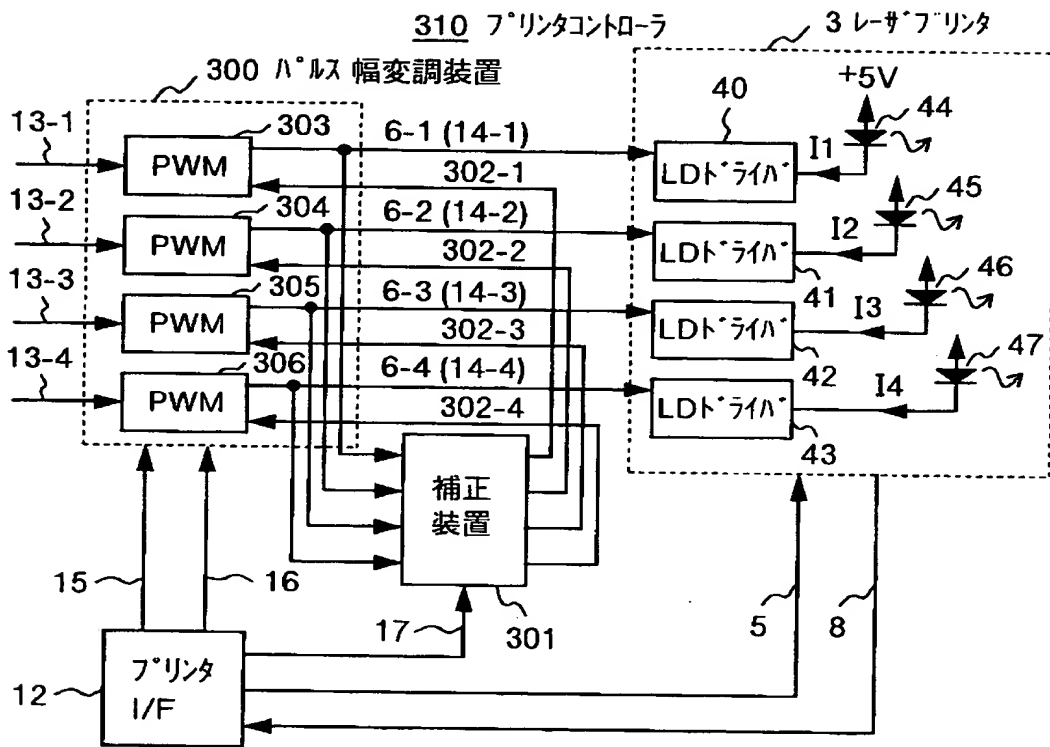 310 プリンタコントローラ
3 レーザプリンタ
300 パルス幅変調装置
+5V
13-1
303
PWM
6-1 (14-1)
302-1
40
LDドライバ
I1
44
13-2
304
PWM
6-2 (14-2)
302-2
LDドライバ
41
I2
45
13-3
305
PWM
6-3 (14-3)
302-3
LDドライバ
42
I3
46
13-4
306
PWM
6-4 (14-4)
302-4
LDドライバ
43
I4
47
補正
装置
301
15
16
17
5
8
12
プリンタ
I/F